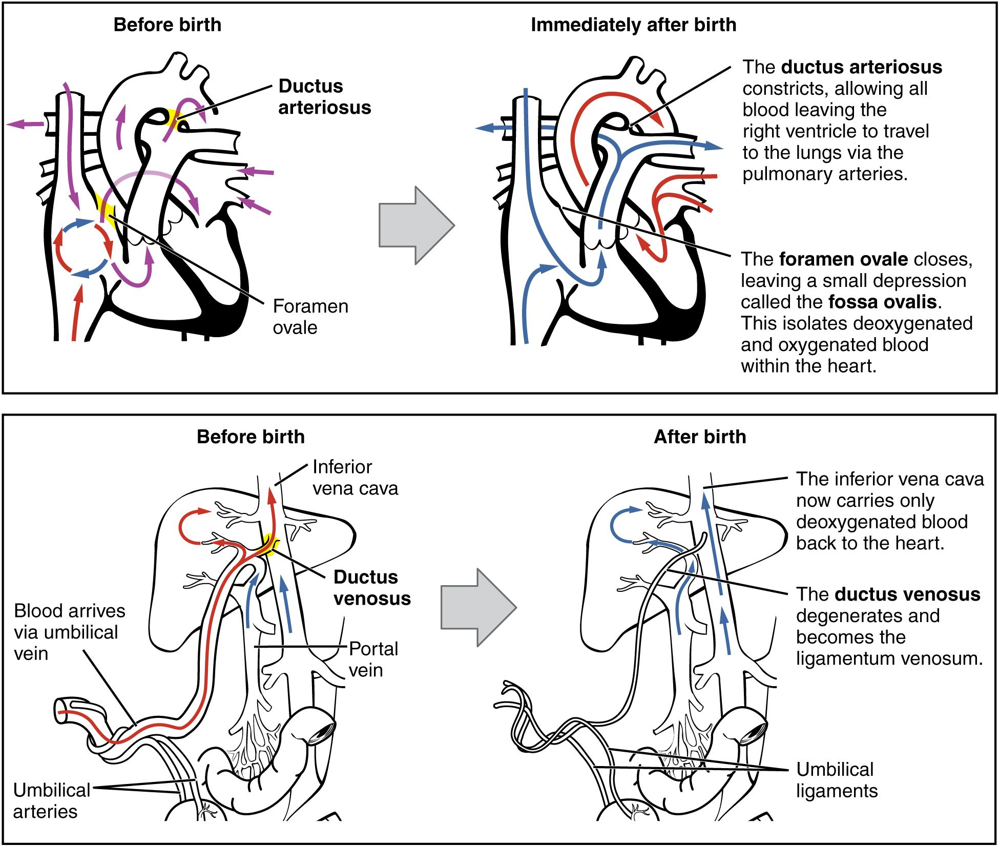 Before birth
Immediately after birth
Ductus
arteriosus
Foramen
ovale
The ductus arteriosus
constricts, allowing all
blood leaving the
right ventricle to travel
to the lungs via the
pulmonary arteries.
The foramen ovale closes,
leaving a small depression
called the fossa ovalis.
This isolates deoxygenated
and oxygenated blood
within the heart.
Before birth
After birth
Inferior
vena cava
Ductus
venosus
Blood arrives
via umbilical
vein
Portal
vein
Umbilical
arteries
The inferior vena cava
now carries only
deoxygenated blood
back to the heart.
The ductus venosus
degenerates and
becomes the
ligamentum venosum.
Umbilical
ligaments